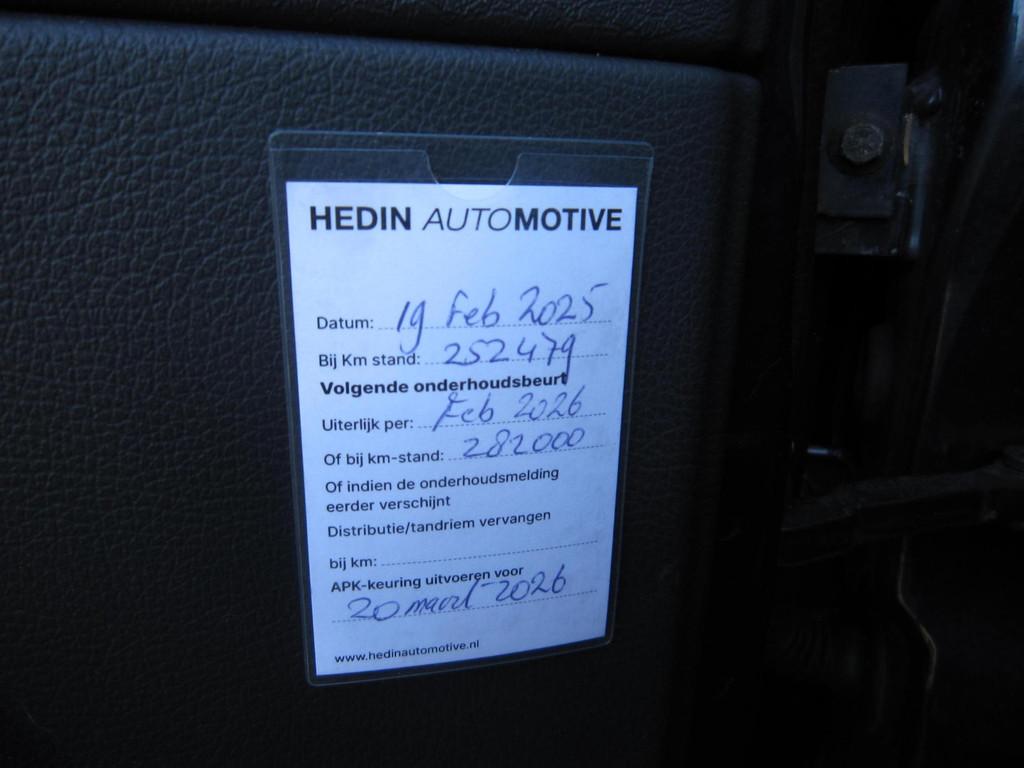 HEDIN AUTOMOTIVE
Datum: 19 Feb 2025
Bij Km stand: 252479
Volgende onderhoudsbeurt
Uiterlijk per: Feb 2026
Of bij km-stand: 282000
Of indien de onderhoudsmelding
eerder verschijnt
Distributie/tandriem vervangen
bij km:
APK-keuring uitvoeren voor
20 maart 2026
www.hedinautomotive.nl